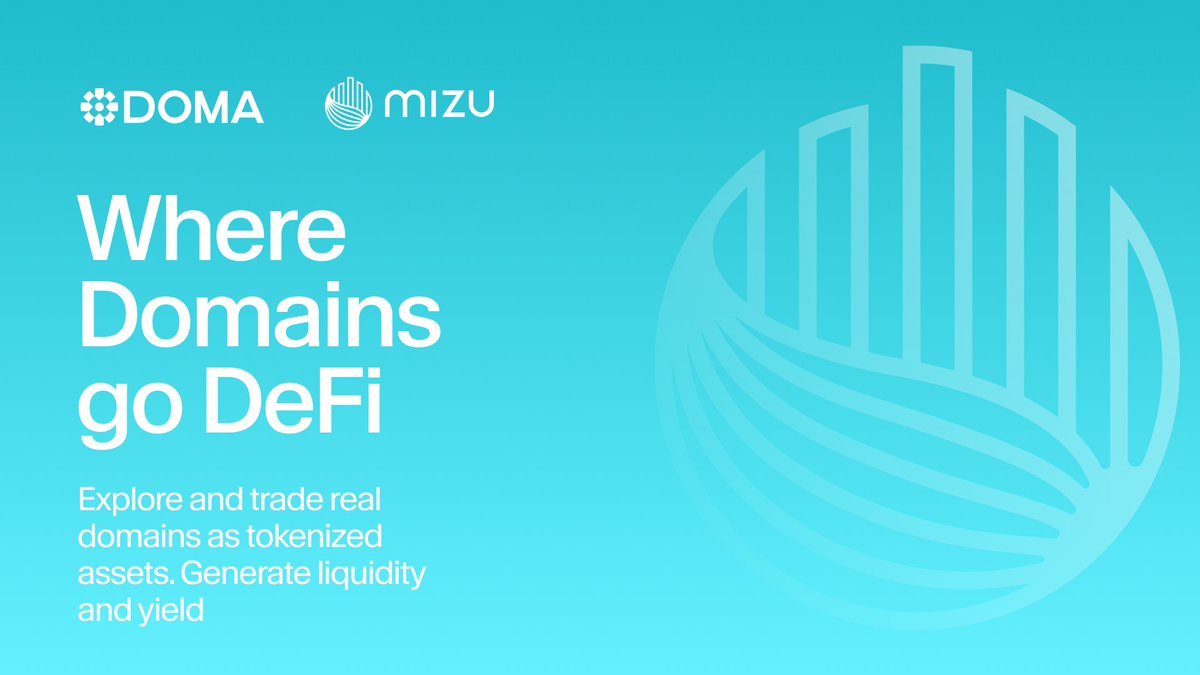 DOMA
MIZU
Where
Domains
go DeFi
Explore and trade real
domains as tokenized
assets. Generate liquidity
and yield